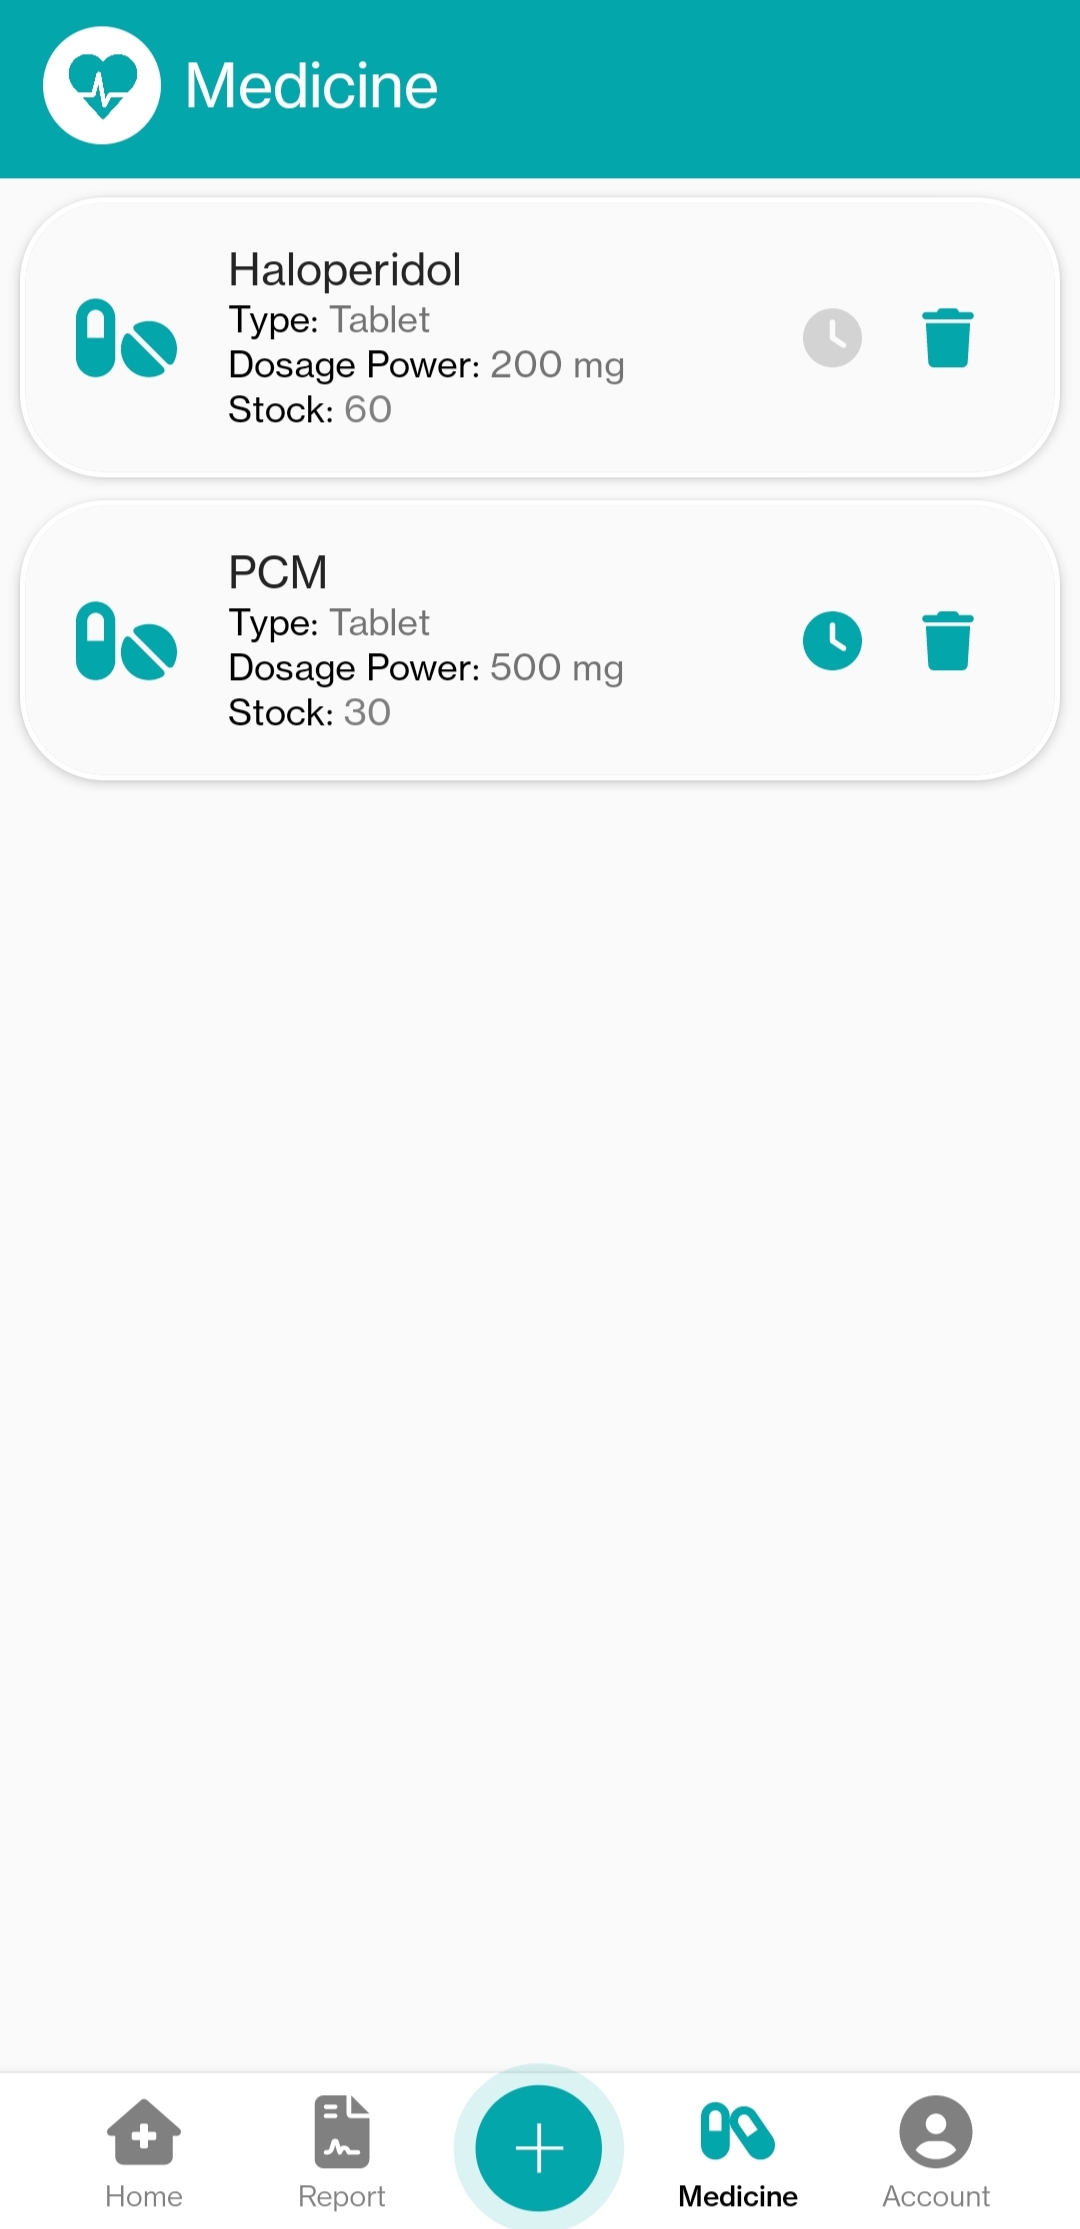 Medicine
Haloperidol
Type: Tablet
Dosage Power: 200 mg
Stock: 60
PCM
Type: Tablet
Dosage Power: 500 mg
Stock: 30
Home
Report
Medicine
Account